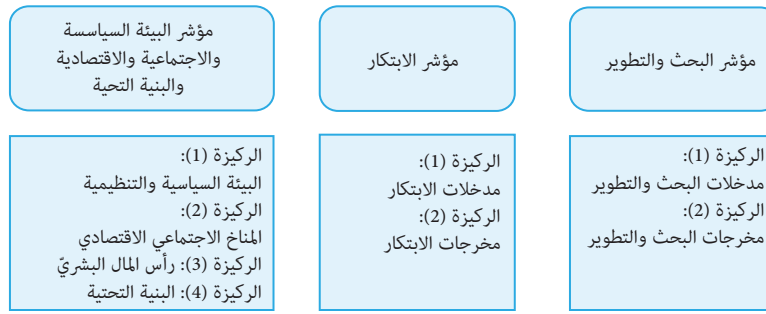 مؤشر البحث والتطوير
الركيزة (1):
مدخلات البحث والتطوير
الركيزة (2):
مخرجات البحث والتطوير
مؤشر الابتكار
الركيزة (1):
مدخلات الابتكار
الركيزة (2):
مخرجات الابتكار
مؤشر البيئة السياسسة
والاجتماعية والاقتصادية
والبنية التحية
الركيزة (1):
البيئة السياسية والتنظيمية
الركيزة (2):
المناخ الاجتماعي الاقتصادي
الركيزة (3): رأس المال البشريّ
الركيزة (4): البنية التحتية